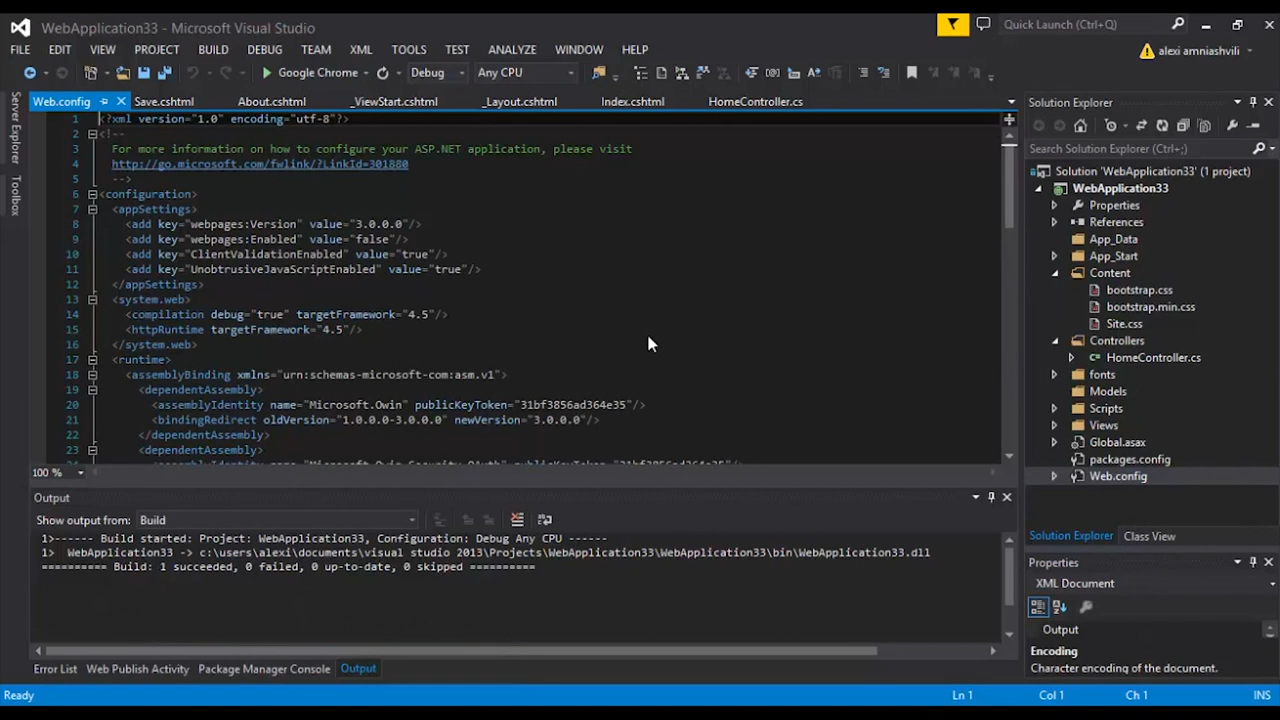 WebApplication33 - Microsoft Visual Studio
Quick Launch (Ctrl+Q)
FILE EDIT VIEW PROJECT BUILD DEBUG TEAM XML TOOLS TEST ANALYZE WINDOW HELP
alexi amniashvili
Google Chrome Debug Any CPU
Server Explorer
Toolbox
Web.config Save.cshtml About.cshtml _ViewStart.cshtml _Layout.cshtml Index.cshtml HomeController.cs
1 <?xml version="1.0" encoding="utf-8"?>
2 <!--
3 For more information on how to configure your ASP.NET application, please visit
4 http://go.microsoft.com/fwlink/?LinkId=301880
5 -->
6 <configuration>
7 <appSettings>
8 <add key="webpages:Version" value="3.0.0.0"/>
9 <add key="webpages:Enabled" value="false"/>
10 <add key="ClientValidationEnabled" value="true"/>
11 <add key="UnobtrusiveJavaScriptEnabled" value="true"/>
12 </appSettings>
13 <system.web>
14 <compilation debug="true" targetFramework="4.5"/>
15 <httpRuntime targetFramework="4.5"/>
16 </system.web>
17 <runtime>
18 <assemblyBinding xmlns="urn:schemas-microsoft-com:asm.v1">
19 <dependentAssembly>
20 <assemblyIdentity name="Microsoft.Owin" publicKeyToken="31bf3856ad364e35"/>
21 <bindingRedirect oldVersion="1.0.0.0-3.0.0.0" newVersion="3.0.0.0"/>
22 </dependentAssembly>
23 <dependentAssembly>
100 %
Output
Show output from: Build
1>------ Build started: Project: WebApplication33, Configuration: Debug Any CPU ------
1> WebApplication33 -> c:\users\alexi\documents\visual studio 2013\Projects\WebApplication33\WebApplication33\bin\WebApplication33.dll
========== Build: 1 succeeded, 0 failed, 0 up-to-date, 0 skipped ==========
Error List Web Publish Activity Package Manager Console Output
Solution Explorer
Search Solution Explorer (Ctrl+;)
Solution 'WebApplication33' (1 project)
WebApplication33
Properties
References
App_Data
App_Start
Content
bootstrap.css
bootstrap.min.css
Site.css
Controllers
HomeController.cs
fonts
Models
Scripts
Views
Global.asax
packages.config
Web.config
Solution Explorer Class View
Properties
XML Document
Output
Encoding
Character encoding of the document.
Ready Ln 1 Col 1 Ch 1 INS